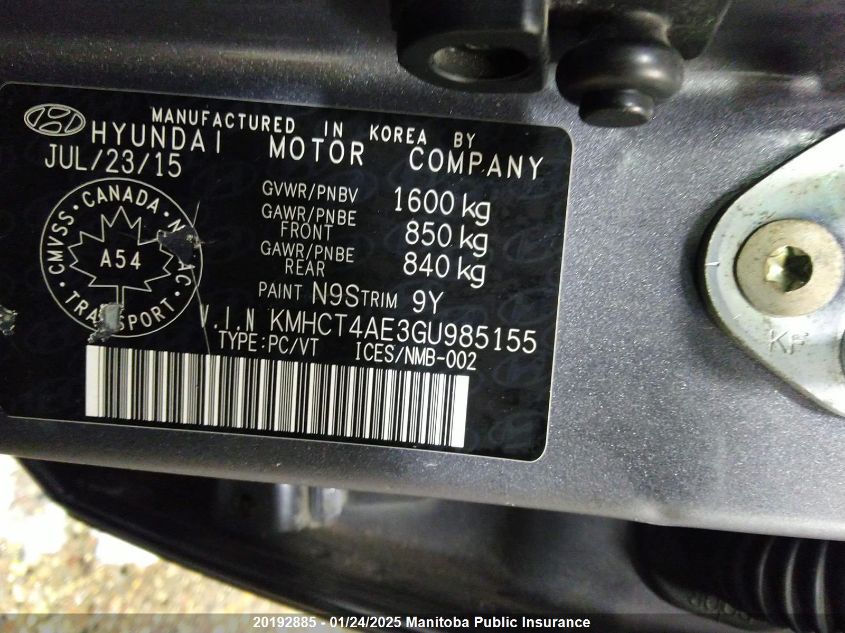 MANUFACTURED IN KOREA BY
HYUNDAI MOTOR COMPANY
JUL/23/15
GVWR/PNBV 1600 kg
GAWR/PNBE FRONT 850 kg
GAWR/PNBE REAR 840 kg
PAINT N9S TRIM 9Y
CMVSS CANADA TRANSPORT
A54
V.I.N KMHCT4AE3GU985155
TYPE:PC/VT ICES/NMB-002
KF
20192885 - 01/24/2025 Manitoba Public Insurance